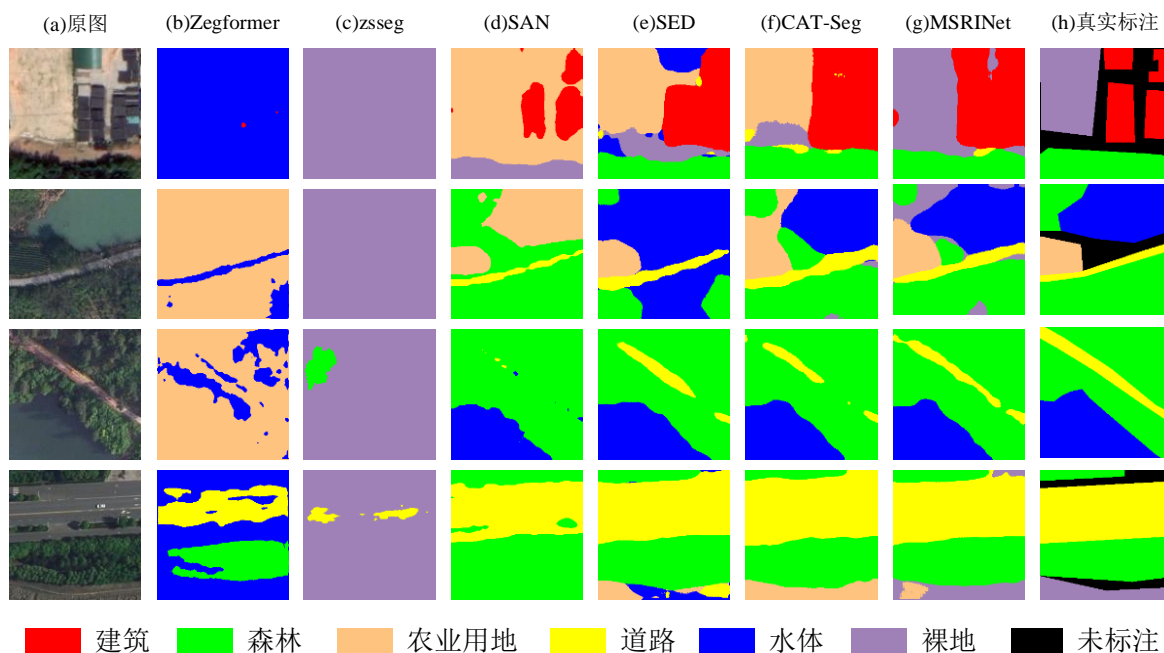 (a)原图 (b)Zegformer (c)zsseg (d)SAN (e)SED (f)CAT-Seg (g)MSRINet (h)真实标注
建筑 森林 农业用地 道路 水体 裸地 未标注